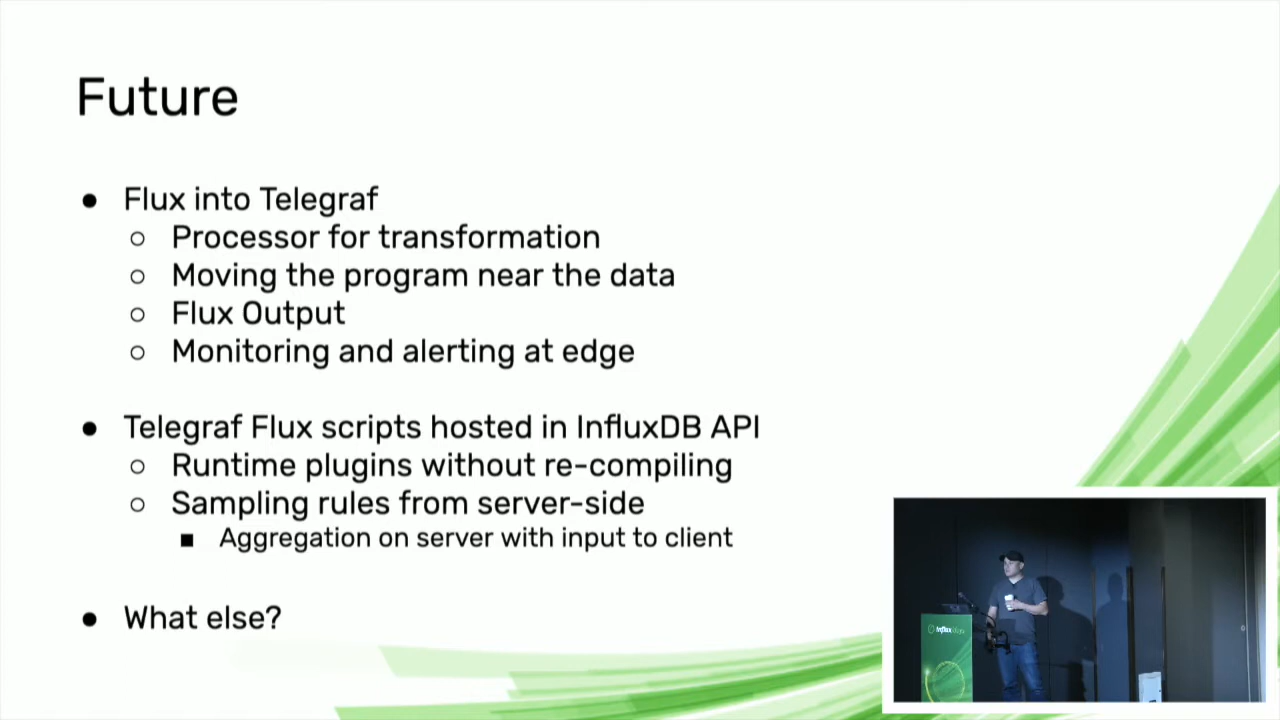 Future
● Flux into Telegraf
○ Processor for transformation
○ Moving the program near the data
○ Flux Output
○ Monitoring and alerting at edge
● Telegraf Flux scripts hosted in InfluxDB API
○ Runtime plugins without re-compiling
○ Sampling rules from server-side
■ Aggregation on server with input to client
● What else?